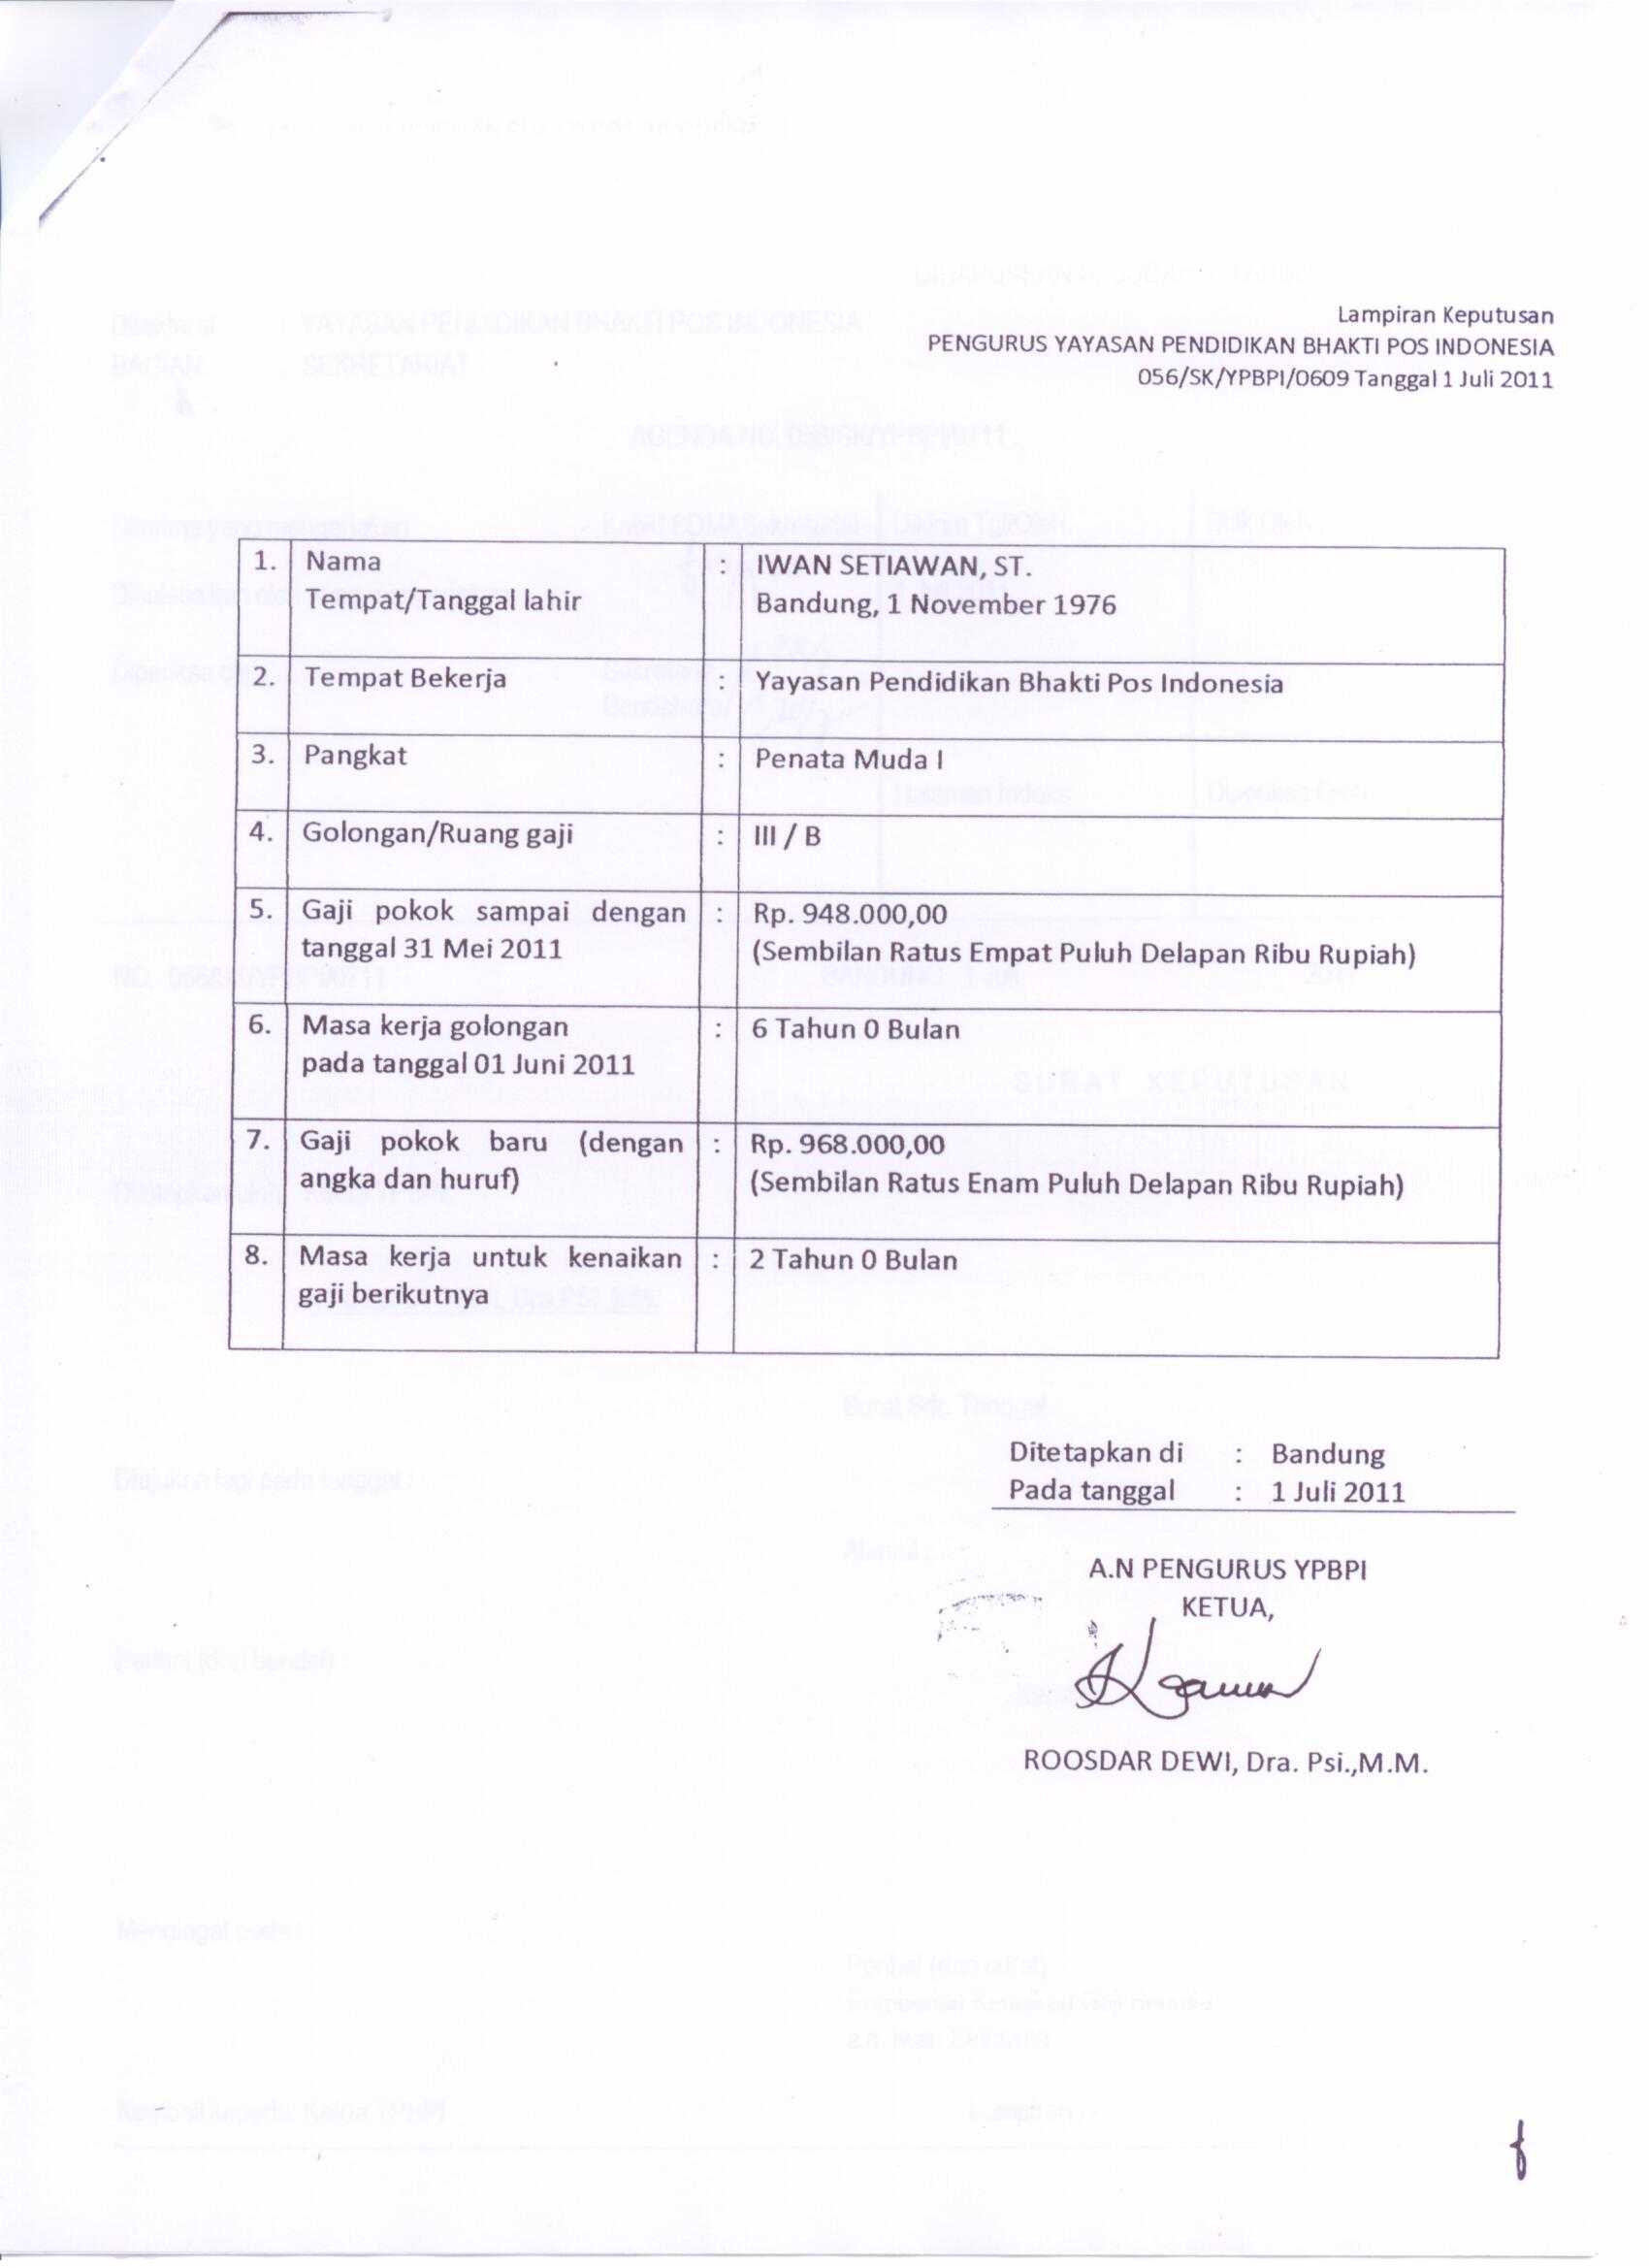 Lampiran Keputusan
PENGURUS YAYASAN PENDIDIKAN BHAKTI POS INDONESIA
056/SK/YPBPI/0609 Tanggal 1 Juli 2011
1. Nama : IWAN SETIAWAN, ST.
Tempat/Tanggal lahir Bandung, 1 November 1976
2. Tempat Bekerja : Yayasan Pendidikan Bhakti Pos Indonesia
3. Pangkat : Penata Muda I
4. Golongan/Ruang gaji : III / B
5. Gaji pokok sampai dengan : Rp. 948.000,00
tanggal 31 Mei 2011 (Sembilan Ratus Empat Puluh Delapan Ribu Rupiah)
6. Masa kerja golongan : 6 Tahun 0 Bulan
pada tanggal 01 Juni 2011
7. Gaji pokok baru (dengan : Rp. 968.000,00
angka dan huruf) (Sembilan Ratus Enam Puluh Delapan Ribu Rupiah)
8. Masa kerja untuk kenaikan : 2 Tahun 0 Bulan
gaji berikutnya
Ditetapkan di : Bandung
Pada tanggal : 1 Juli 2011
A.N PENGURUS YPBPI
KETUA,
ROOSDAR DEWI, Dra. Psi.,M.M.